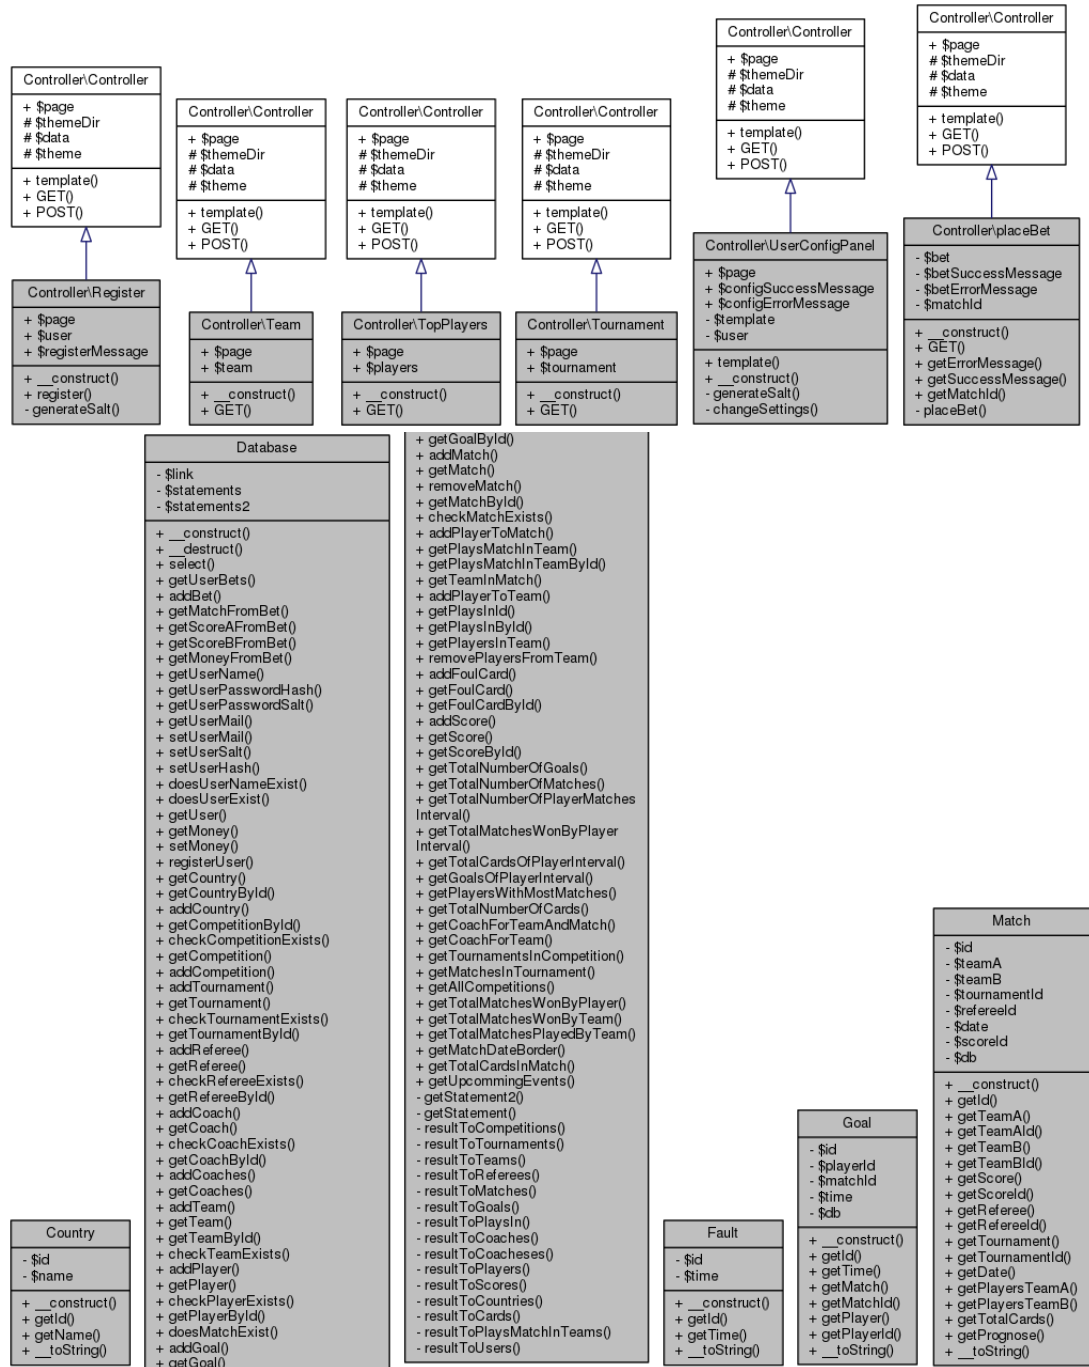 Controller\Controller
+ $page
# $themeDir
# $data
# $theme
+ template()
+ GET()
+ POST()
Controller\Register
+ $page
+ $user
+ $registerMessage
+ __construct()
+ register()
- generateSalt()
Controller\Controller
+ $page
# $themeDir
# $data
# $theme
+ template()
+ GET()
+ POST()
Controller\Team
+ $page
+ $team
+ __construct()
+ GET()
Controller\Controller
+ $page
# $themeDir
# $data
# $theme
+ template()
+ GET()
+ POST()
Controller\TopPlayers
+ $page
+ $players
+ __construct()
+ GET()
Controller\Controller
+ $page
# $themeDir
# $data
# $theme
+ template()
+ GET()
+ POST()
Controller\Tournament
+ $page
+ $tournament
+ __construct()
+ GET()
Controller\Controller
+ $page
# $themeDir
# $data
# $theme
+ template()
+ GET()
+ POST()
Controller\UserConfigPanel
+ $page
+ $configSuccessMessage
+ $configErrorMessage
- $template
- $user
+ template()
+ __construct()
- generateSalt()
- changeSettings()
Controller\Controller
+ $page
# $themeDir
# $data
# $theme
+ template()
+ GET()
+ POST()
Controller\placeBet
- $bet
- $betSuccessMessage
- $betErrorMessage
- $matchId
+ __construct()
+ GET()
+ getErrorMessage()
+ getSuccessMessage()
+ getMatchId()
- placeBet()
Country
- $id
- $name
+ __construct()
+ getId()
+ getName()
+ __toString()
Database
- $link
- $statements
- $statements2
+ __construct()
+ __destruct()
+ select()
+ getUserBets()
+ addBet()
+ getMatchFromBet()
+ getScoreAFromBet()
+ getScoreBFromBet()
+ getMoneyFromBet()
+ getUserName()
+ getUserPasswordHash()
+ getUserPasswordSalt()
+ getUserMail()
+ setUserMail()
+ setUserSalt()
+ setUserHash()
+ doesUserNameExist()
+ doesUserExist()
+ getUser()
+ getMoney()
+ setMoney()
+ registerUser()
+ getCountry()
+ getCountryById()
+ addCountry()
+ getCompetitionById()
+ checkCompetitionExists()
+ getCompetition()
+ addCompetition()
+ addTournament()
+ getTournament()
+ checkTournamentExists()
+ getTournamentById()
+ addReferee()
+ getReferee()
+ checkRefereeExists()
+ getRefereeById()
+ addCoach()
+ getCoach()
+ checkCoachExists()
+ getCoachById()
+ addCoaches()
+ getCoaches()
+ addTeam()
+ getTeam()
+ getTeamById()
+ checkTeamExists()
+ addPlayer()
+ getPlayer()
+ checkPlayerExists()
+ getPlayerById()
+ doesMatchExist()
+ addGoal()
+ getGoal()
+ getGoalById()
+ addMatch()
+ getMatch()
+ removeMatch()
+ getMatchById()
+ checkMatchExists()
+ addPlayerToMatch()
+ getPlaysMatchInTeam()
+ getPlaysMatchInTeamById()
+ getTeamInMatch()
+ addPlayerToTeam()
+ getPlaysInId()
+ getPlaysInById()
+ getPlayersInTeam()
+ removePlayersFromTeam()
+ addFoulCard()
+ getFoulCard()
+ getFoulCardById()
+ addScore()
+ getScore()
+ getScoreById()
+ getTotalNumberOfGoals()
+ getTotalNumberOfMatches()
+ getTotalNumberOfPlayerMatches
Interval()
+ getTotalMatchesWonByPlayer
Interval()
+ getTotalCardsOfPlayerInterval()
+ getGoalsOfPlayerInterval()
+ getPlayersWithMostMatches()
+ getTotalNumberOfCards()
+ getCoachForTeamAndMatch()
+ getCoachForTeam()
+ getTournamentsInCompetition()
+ getMatchesInTournament()
+ getAllCompetitions()
+ getTotalMatchesWonByPlayer()
+ getTotalMatchesWonByTeam()
+ getTotalMatchesPlayedByTeam()
+ getMatchDateBorder()
+ getTotalCardsInMatch()
+ getUpcommingEvents()
- getStatement2()
- getStatement()
- resultToCompetitions()
- resultToTournaments()
- resultToTeams()
- resultToReferees()
- resultToMatches()
- resultToGoals()
- resultToPlaysIn()
- resultToCoaches()
- resultToCoacheses()
- resultToPlayers()
- resultToScores()
- resultToCountries()
- resultToCards()
- resultToPlaysMatchInTeams()
- resultToUsers()
Fault
- $id
- $time
+ __construct()
+ getId()
+ getTime()
+ __toString()
Goal
- $id
- $playerId
- $matchId
- $time
- $db
+ __construct()
+ getId()
+ getTime()
+ getMatch()
+ getMatchId()
+ getPlayer()
+ getPlayerId()
+ __toString()
Match
- $id
- $teamA
- $teamB
- $tournamentId
- $refereeId
- $date
- $scoreId
- $db
+ __construct()
+ getId()
+ getTeamA()
+ getTeamAId()
+ getTeamB()
+ getTeamBId()
+ getScore()
+ getScoreId()
+ getReferee()
+ getRefereeId()
+ getTournament()
+ getTournamentId()
+ getDate()
+ getPlayersTeamA()
+ getPlayersTeamB()
+ getTotalCards()
+ getPrognose()
+ __toString()